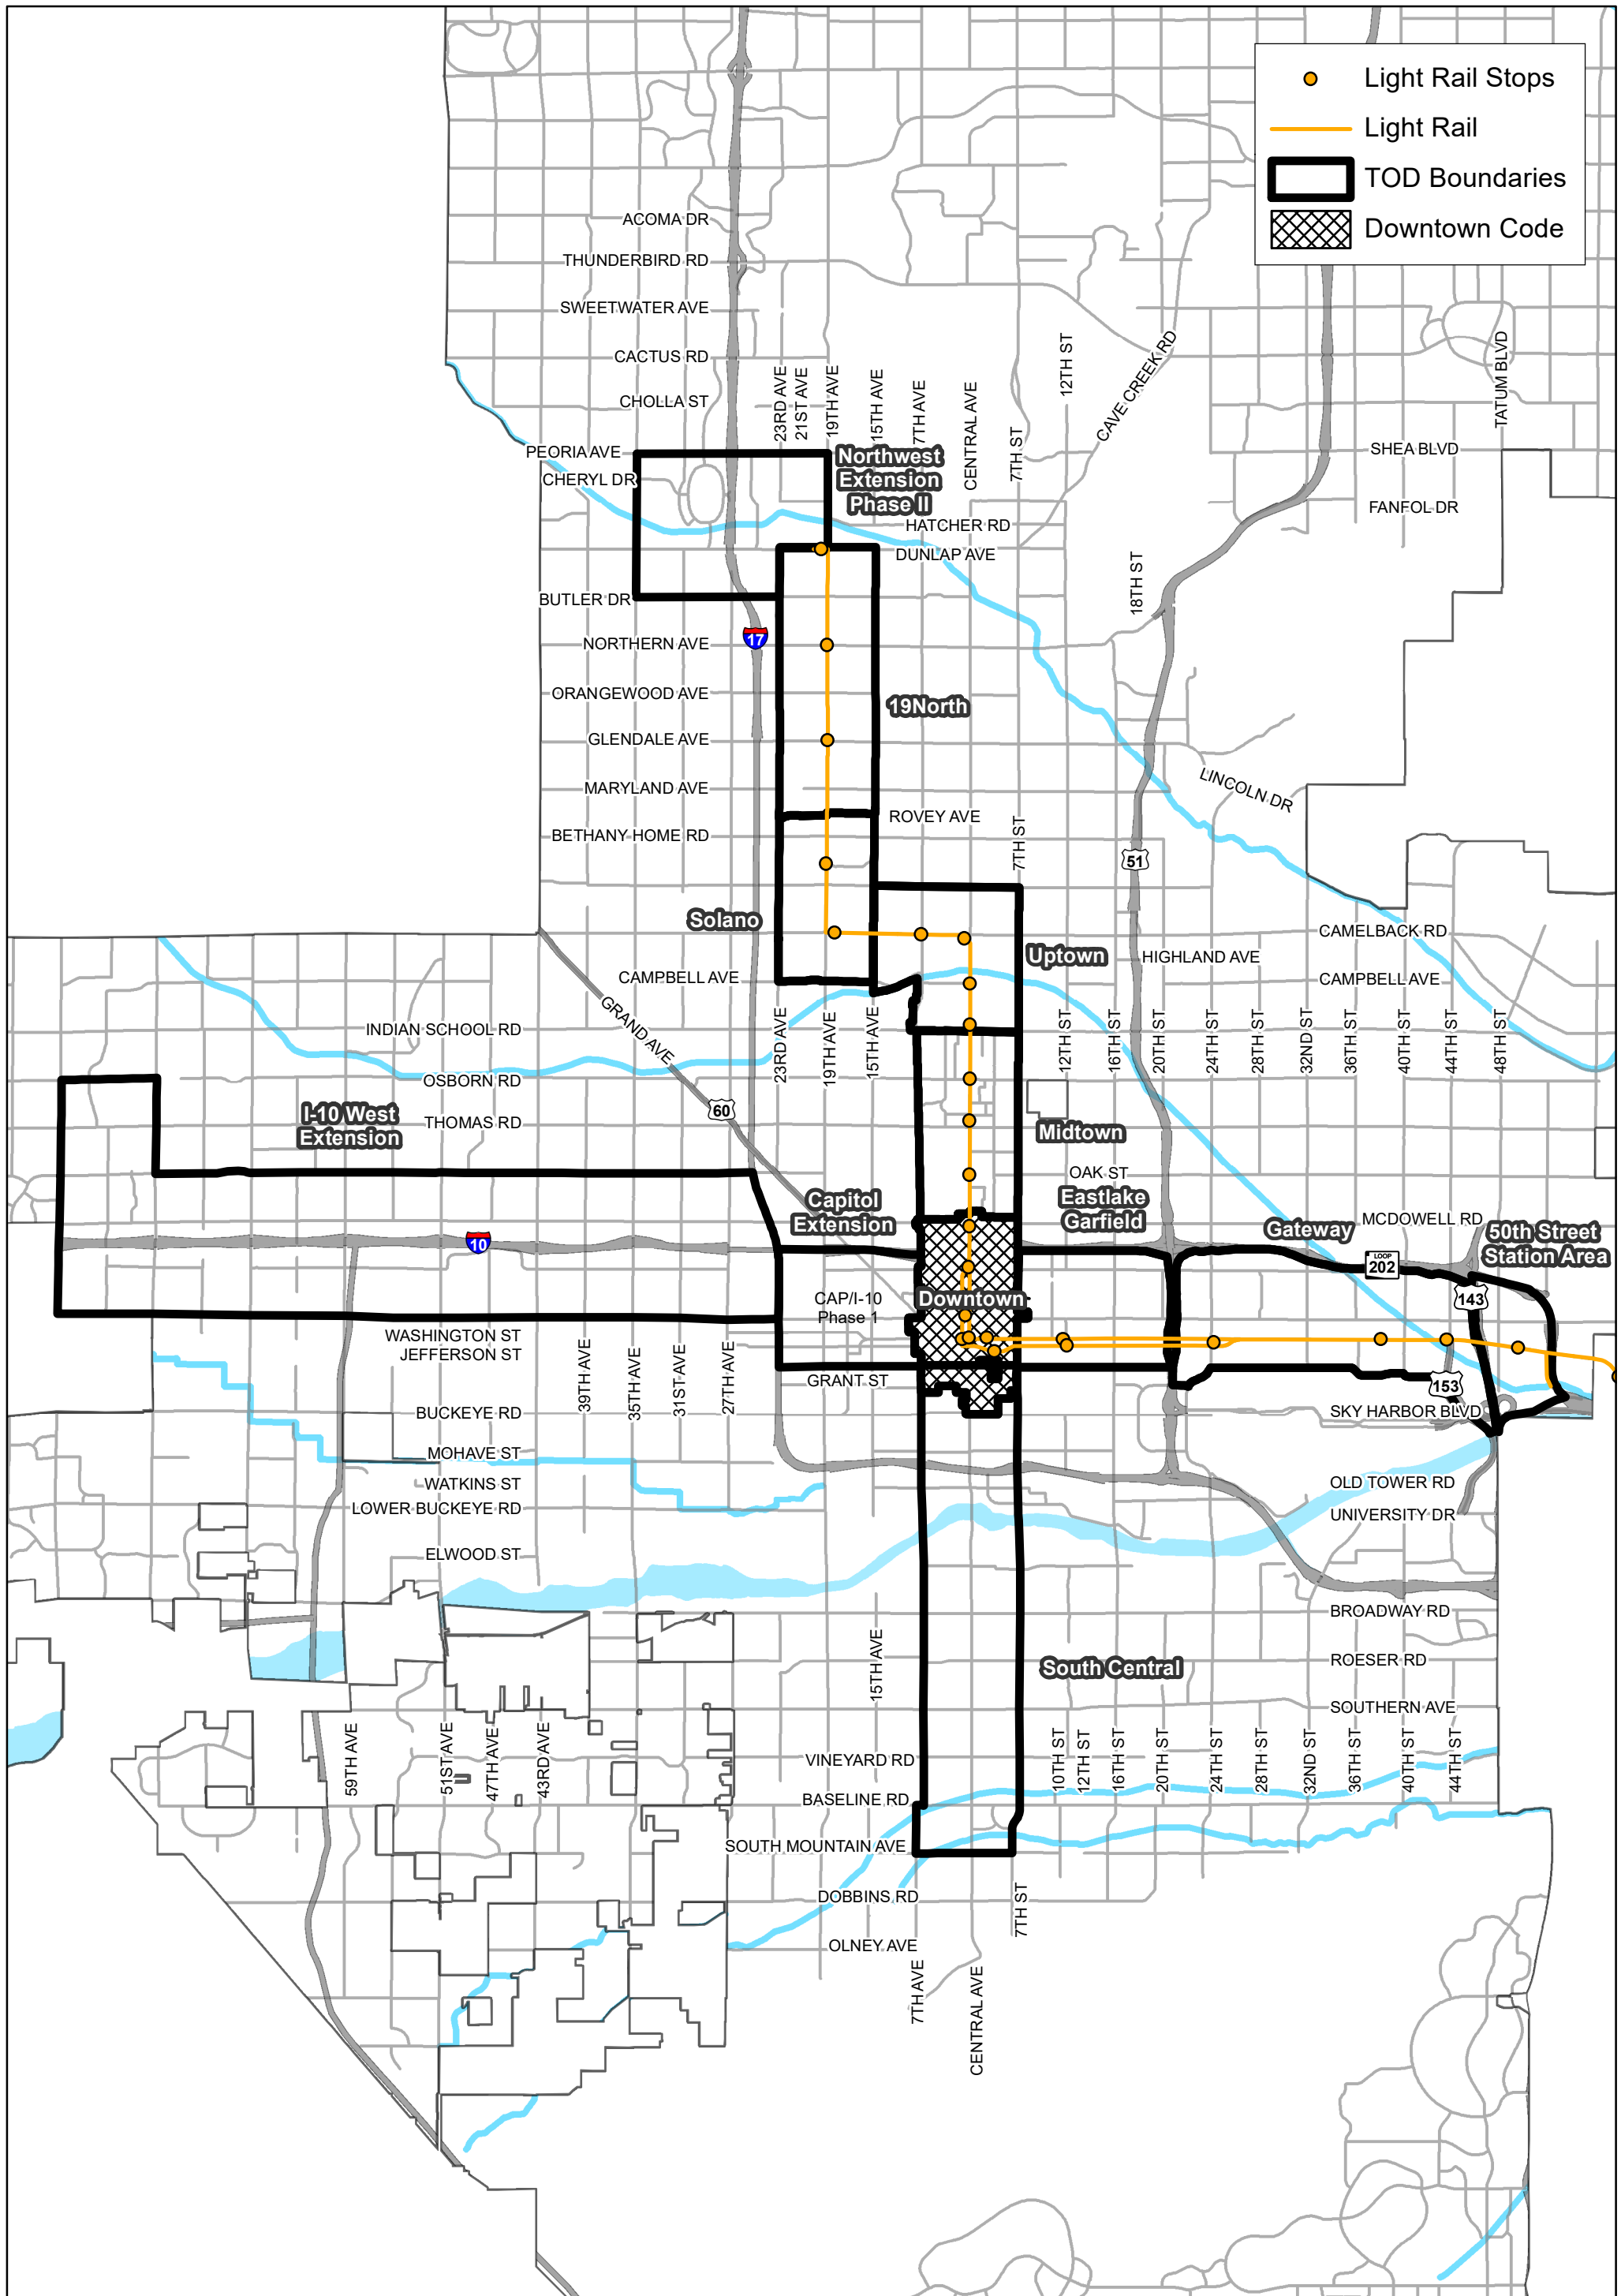 Light Rail Stops
Light Rail
TOD Boundaries
Downtown Code
ACOMA DR
THUNDERBIRD RD
SWEETWATER AVE
CACTUS RD
CHOLLA ST
23RD AVE
21ST AVE
19TH AVE
15TH AVE
7TH AVE
CENTRAL AVE
7TH ST
12TH ST
CAVE CREEK RD
TATUM BLVD
PEORIA AVE
CHERYL DR
Northwest
Extension
Phase II
SHEA BLVD
FANFOL DR
HATCHER RD
DUNLAP AVE
18TH ST
BUTLER DR
17
NORTHERN AVE
ORANGEWOOD AVE
19North
GLENDALE AVE
MARYLAND AVE
LINCOLN DR
ROVEY AVE
BETHANY HOME RD
7TH ST
51
Solano
CAMELBACK RD
Uptown
HIGHLAND AVE
CAMPBELL AVE
CAMPBELL AVE
GRAND AVE
INDIAN SCHOOL RD
23RD AVE
19TH AVE
15TH AVE
12TH ST
16TH ST
20TH ST
24TH ST
28TH ST
32ND ST
36TH ST
40TH ST
44TH ST
48TH ST
OSBORN RD
60
I-10 West
Extension
THOMAS RD
Midtown
OAK ST
Capitol
Extension
Eastlake
Garfield
Gateway
MCDOWELL RD
50th Street
Station Area
10
LOOP
202
143
CAP/I-10
Phase 1
Downtown
WASHINGTON ST
JEFFERSON ST
39TH AVE
35TH AVE
31ST AVE
27TH AVE
GRANT ST
153
BUCKEYE RD
SKY HARBOR BLVD
MOHAVE ST
WATKINS ST
OLD TOWER RD
LOWER BUCKEYE RD
UNIVERSITY DR
ELWOOD ST
BROADWAY RD
15TH AVE
South Central
ROESER RD
SOUTHERN AVE
59TH AVE
51ST AVE
47TH AVE
43RD AVE
VINEYARD RD
10TH ST
12TH ST
16TH ST
20TH ST
24TH ST
28TH ST
32ND ST
36TH ST
40TH ST
44TH ST
BASELINE RD
SOUTH MOUNTAIN AVE
DOBBINS RD
7TH ST
OLNEY AVE
7TH AVE
CENTRAL AVE